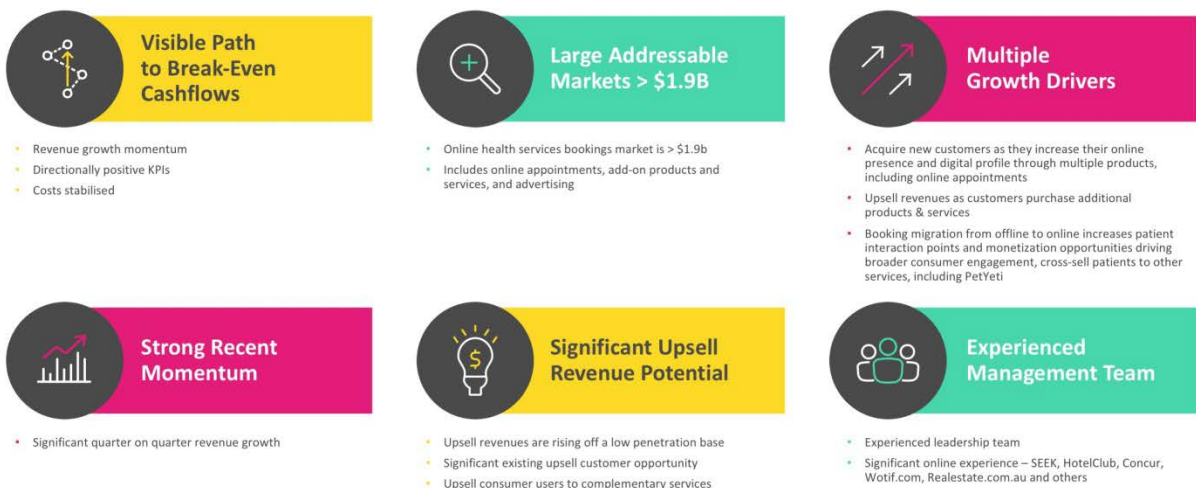 Visible Path
to Break-Even
Cashflows
• Revenue growth momentum
• Directionally positive KPIs
• Costs stabilised
Large Addressable
Markets > $1.9B
• Online health services bookings market is > $1.9b
• Includes online appointments, add-on products and
services, and advertising
Multiple
Growth Drivers
• Acquire new customers as they increase their online
presence and digital profile through multiple products,
including online appointments
• Upsell revenues as customers purchase additional
products & services
• Booking migration from offline to online increases patient
interaction points and monetization opportunities driving
broader consumer engagement, cross-sell patients to other
services, including PetYeti
Strong Recent
Momentum
• Significant quarter on quarter revenue growth
$
Significant Upsell
Revenue Potential
• Upsell revenues are rising off a low penetration base
• Significant existing upsell customer opportunity
• Upsell consumer users to complementary services
Experienced
Management Team
• Experienced leadership team
• Significant online experience – SEEK, HotelClub, Concur,
Wotif.com, Realestate.com.au and others